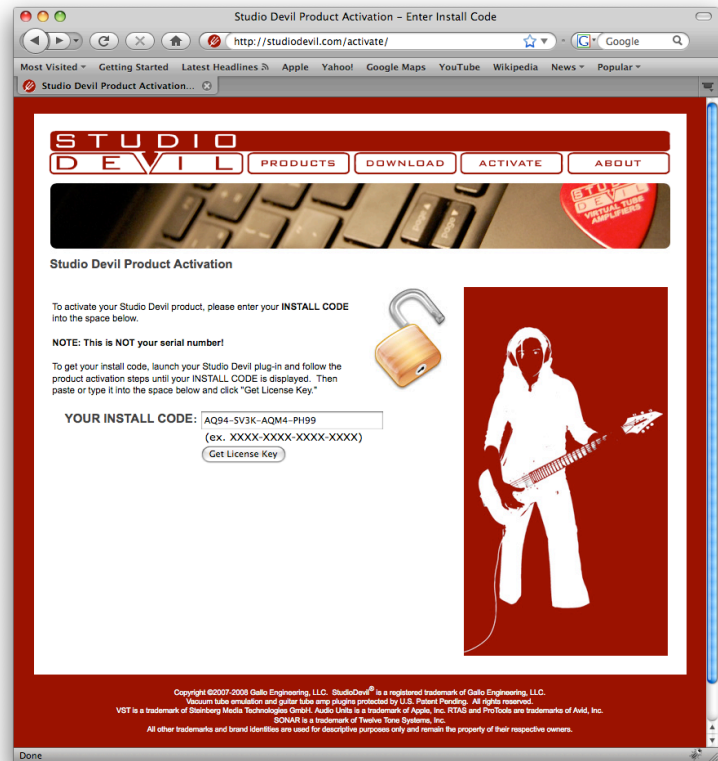 Studio Devil Product Activation – Enter Install Code
http://studiodevil.com/activate/
G
Google
Most Visited
Getting Started
Latest Headlines
Apple
Yahoo!
Google Maps
YouTube
Wikipedia
News
Popular
Studio Devil Product Activation...
STUDIO
DEVIL
PRODUCTS
DOWNLOAD
ACTIVATE
ABOUT
page
page
STUDIO
DEVIL
VIRTUAL TUBE
AMPLIFIERS
Studio Devil Product Activation
To activate your Studio Devil product, please enter your INSTALL CODE
into the space below.
NOTE: This is NOT your serial number!
To get your install code, launch your Studio Devil plug-in and follow the
product activation steps until your INSTALL CODE is displayed. Then
paste or type it into the space below and click "Get License Key."
YOUR INSTALL CODE: AQ94-SV3K-AQM4-PH99
(ex. XXXX-XXXX-XXXX-XXXX)
Get License Key
Copyright ©2007-2008 Gallo Engineering, LLC. StudioDevil® is a registered trademark of Gallo Engineering, LLC.
Vacuum tube emulation and guitar tube amp plugins protected by U.S. Patent Pending. All rights reserved.
VST is a trademark of Steinberg Media Technologies GmbH. Audio Units is a trademark of Apple, Inc. RTAS and ProTools are trademarks of Avid, Inc.
SONAR is a trademark of Twelve Tone Systems, Inc.
All other trademarks and brand identities are used for descriptive purposes only and remain the property of their respective owners.
Done